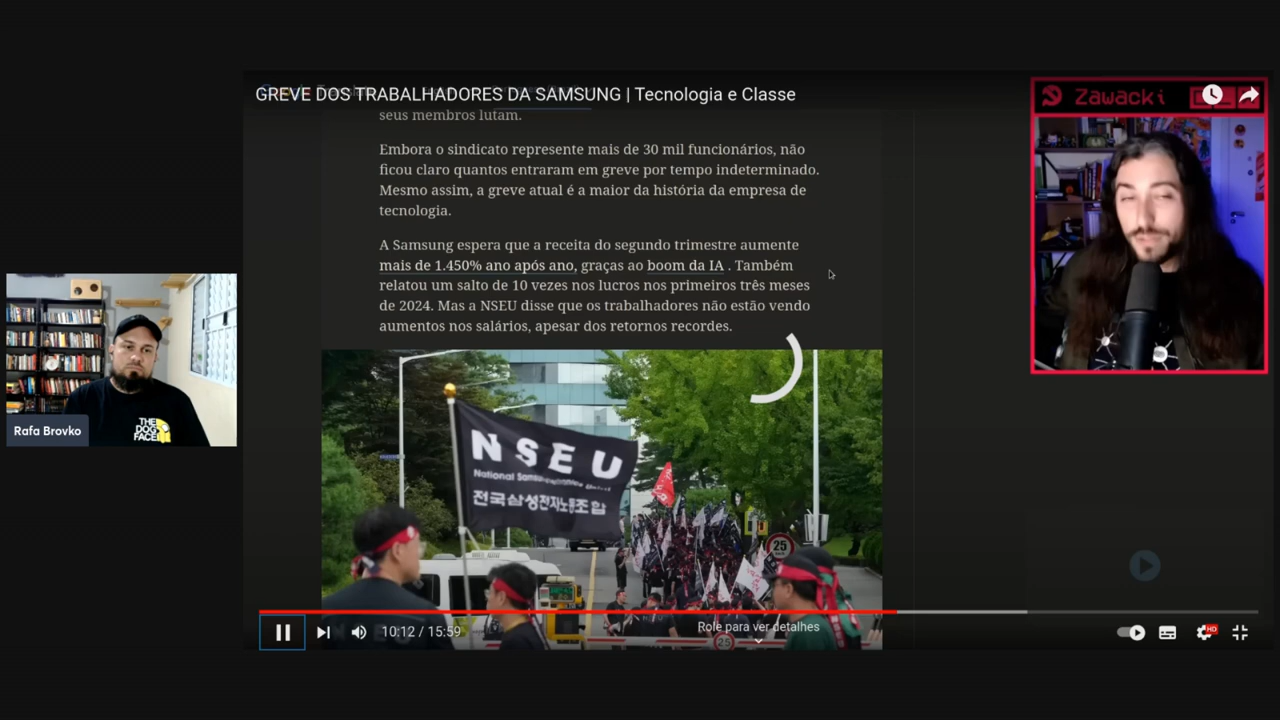 GREVE DOS TRABALHADORES DA SAMSUNG | Tecnologia e Classe
seus membros lutam.
Embora o sindicato represente mais de 30 mil funcionários, não
ficou claro quantos entraram em greve por tempo indeterminado.
Mesmo assim, a greve atual é a maior da história da empresa de
tecnologia.
A Samsung espera que a receita do segundo trimestre aumente
mais de 1.450% ano após ano, graças ao boom da IA . Também
relatou um salto de 10 vezes nos lucros nos primeiros três meses
de 2024. Mas a NSEU disse que os trabalhadores não estão vendo
aumentos nos salários, apesar dos retornos recordes.
Zawacki
THE
DOG
FACE
Rafa Brovko
NSEU
National
전국삼성전자노동조합
25
25
10:12 / 15:59
Role para ver detalhes
HD